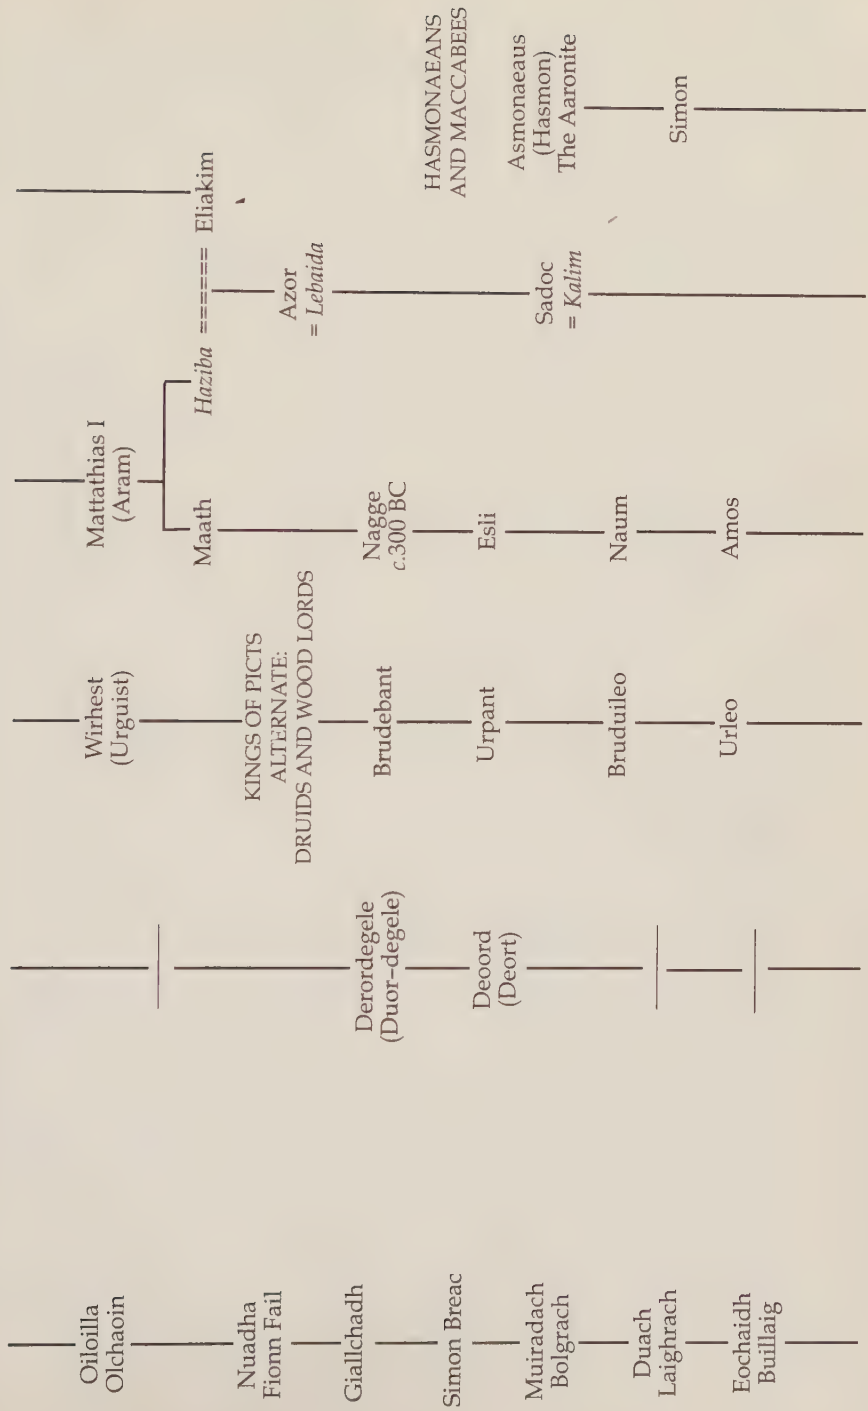 Oiloilla
Olchaoin
Nuadha
Fionn Fail
Giallchadh
Simon Breac
Muiradach
Bolgrach
Duach
Laighrach
Eochaidh
Buillaig
Derordegele
(Duor-degele)
Deoord
(Deort)
Wirhest
(Urguist)
KINGS OF PICTS
ALTERNATE:
DRUIDS AND WOOD LORDS
Brudebant
Urpant
Bruduileo
Urleo
Mattathias I
(Aram)
Maath
Haziba ====== Eliakim
Nagge
c.300 BC
Esli
Naum
Amos
Azor
= Lebaida
Sadoc
= Kalim
HASMONAEANS
AND MACCABEES
Asmonaeaus
(Hasmon)
The Aaronite
Simon